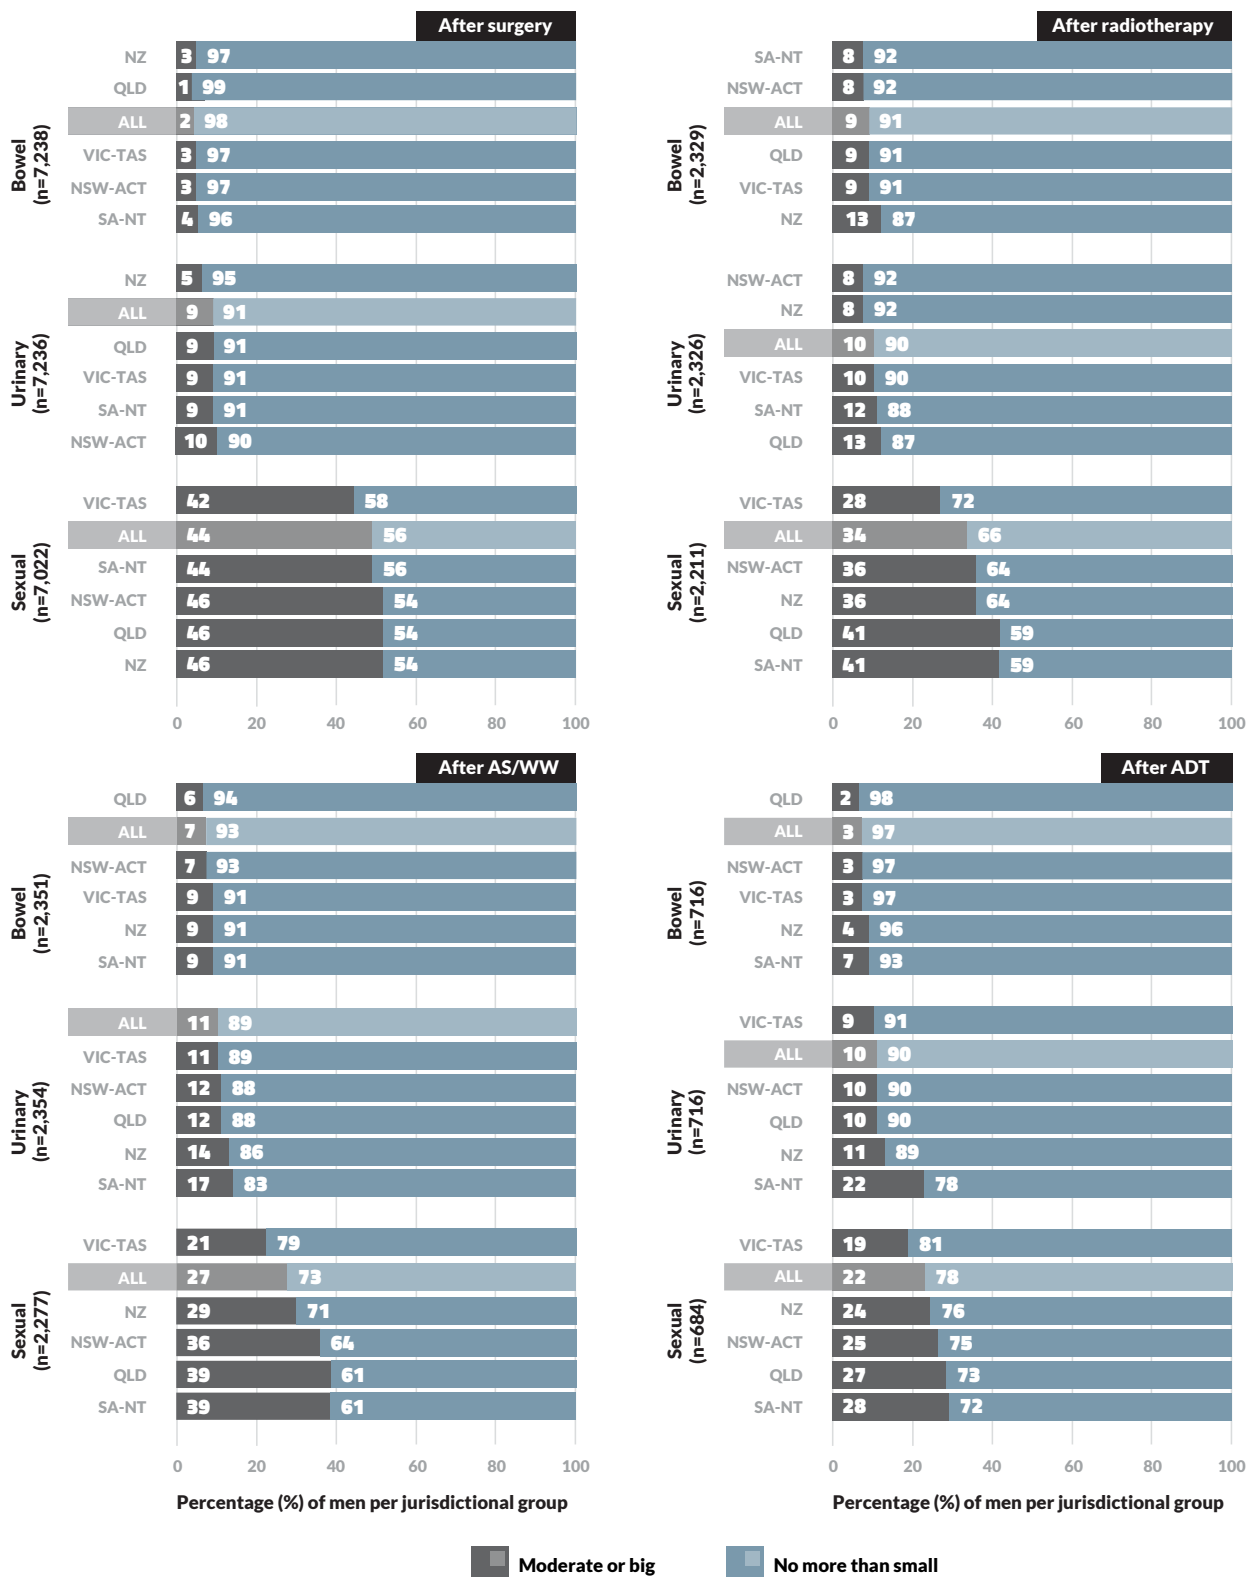 After surgery
Bowel
(n=7,238)
NZ 3 97
QLD 1 99
ALL 2 98
VIC-TAS 3 97
NSW-ACT 3 97
SA-NT 4 96
Urinary
(n=7,236)
NZ 5 95
ALL 9 91
QLD 9 91
VIC-TAS 9 91
SA-NT 9 91
NSW-ACT 10 90
Sexual
(n=7,022)
VIC-TAS 42 58
ALL 44 56
SA-NT 44 56
NSW-ACT 46 54
QLD 46 54
NZ 46 54
0 20 40 60 80 100
After radiotherapy
Bowel
(n=2,329)
SA-NT 8 92
NSW-ACT 8 92
ALL 9 91
QLD 9 91
VIC-TAS 9 91
NZ 13 87
Urinary
(n=2,326)
NSW-ACT 8 92
NZ 8 92
ALL 10 90
VIC-TAS 10 90
SA-NT 12 88
QLD 13 87
Sexual
(n=2,211)
VIC-TAS 28 72
ALL 34 66
NSW-ACT 36 64
NZ 36 64
QLD 41 59
SA-NT 41 59
0 20 40 60 80 100
After AS/WW
Bowel
(n=2,351)
QLD 6 94
ALL 7 93
NSW-ACT 7 93
VIC-TAS 9 91
NZ 9 91
SA-NT 9 91
Urinary
(n=2,354)
ALL 11 89
VIC-TAS 11 89
NSW-ACT 12 88
QLD 12 88
NZ 14 86
SA-NT 17 83
Sexual
(n=2,277)
VIC-TAS 21 79
ALL 27 73
NZ 29 71
NSW-ACT 36 64
QLD 39 61
SA-NT 39 61
0 20 40 60 80 100
Percentage (%) of men per jurisdictional group
After ADT
Bowel
(n=716)
QLD 2 98
ALL 3 97
NSW-ACT 3 97
VIC-TAS 3 97
NZ 4 96
SA-NT 7 93
Urinary
(n=716)
VIC-TAS 9 91
ALL 10 90
NSW-ACT 10 90
QLD 10 90
NZ 11 89
SA-NT 22 78
Sexual
(n=684)
VIC-TAS 19 81
ALL 22 78
NZ 24 76
NSW-ACT 25 75
QLD 27 73
SA-NT 28 72
0 20 40 60 80 100
Percentage (%) of men per jurisdictional group
Moderate or big
No more than small